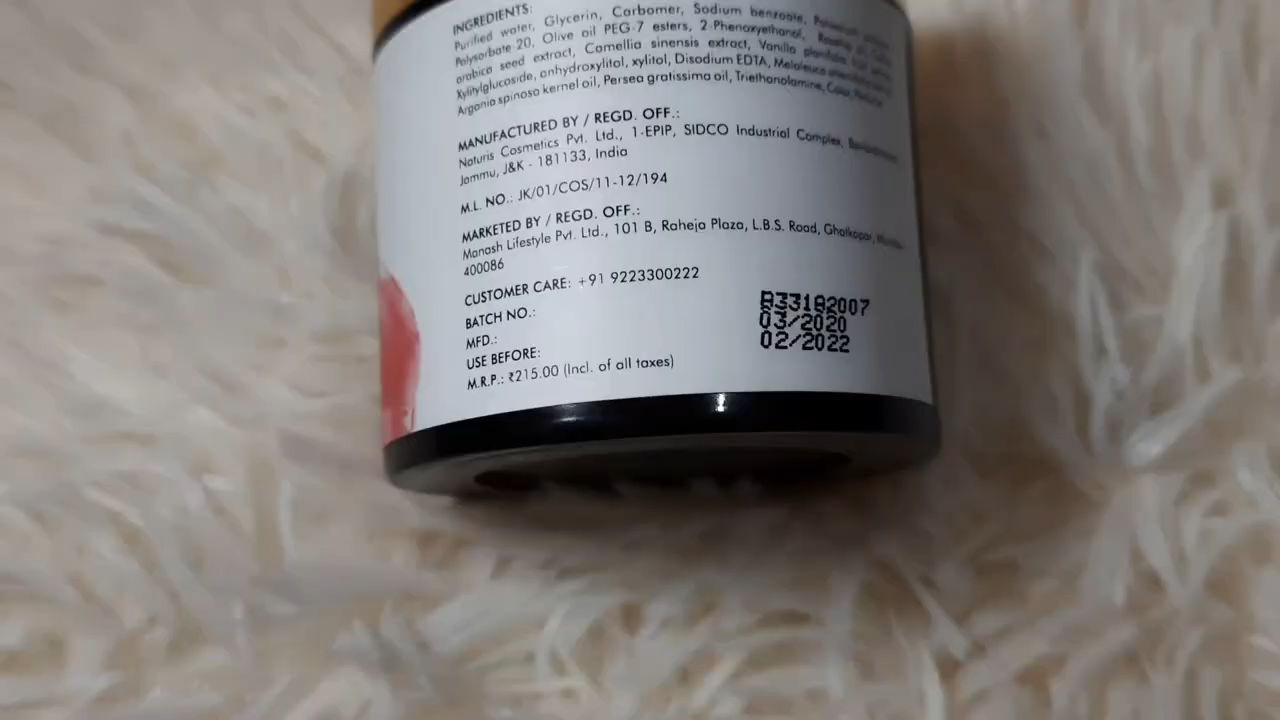 INGREDIENTS:
Purified water, Glycerin, Carbomer, Sodium benzoate,
Polysorbate 20, Olive oil PEG-7 esters, 2-Phenoxyethanol,
arabica seed extract, Camellia sinensis extract, Vanilla planifolia
Xylitylglucoside, anhydroxylitol, xylitol, Disodium EDTA, Melaleuca
Argania spinosa kernel oil, Persea gratissima oil, Triethanolamine,
MANUFACTURED BY / REGD. OFF.:
Naturis Cosmetics Pvt. Ltd., 1-EPIP, SIDCO Industrial Complex,
Jammu, J&K - 181133, India
M.L. NO.: JK/01/COS/11-12/194
MARKETED BY / REGD. OFF.:
Manash Lifestyle Pvt. Ltd., 101 B, Raheja Plaza, L.B.S. Road, Ghatkopar,
400086
CUSTOMER CARE: +91 9223300222
BATCH NO.: B331A2007
MFD.: 03/2020
USE BEFORE: 02/2022
M.R.P.: ₹215.00 (Incl. of all taxes)